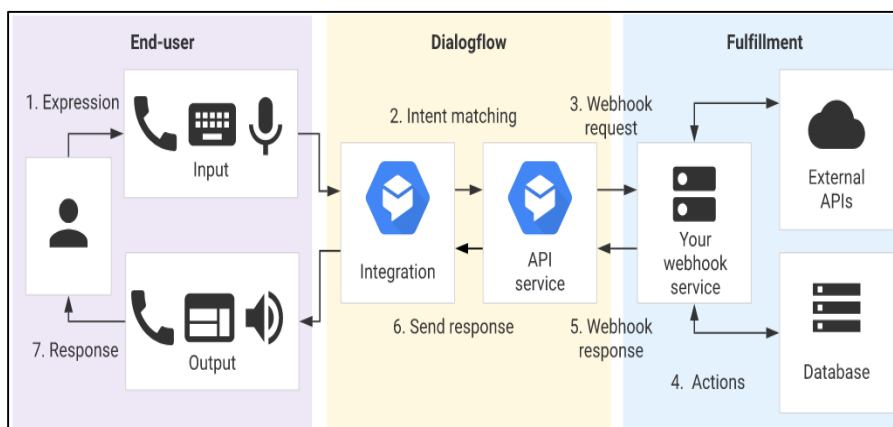 End-user
Dialogflow
Fulfillment
1. Expression
Input
2. Intent matching
3. Webhook
request
External
APIs
Integration
API
service
Your
webhook
service
7. Response
Output
6. Send response
5. Webhook
response
4. Actions
Database